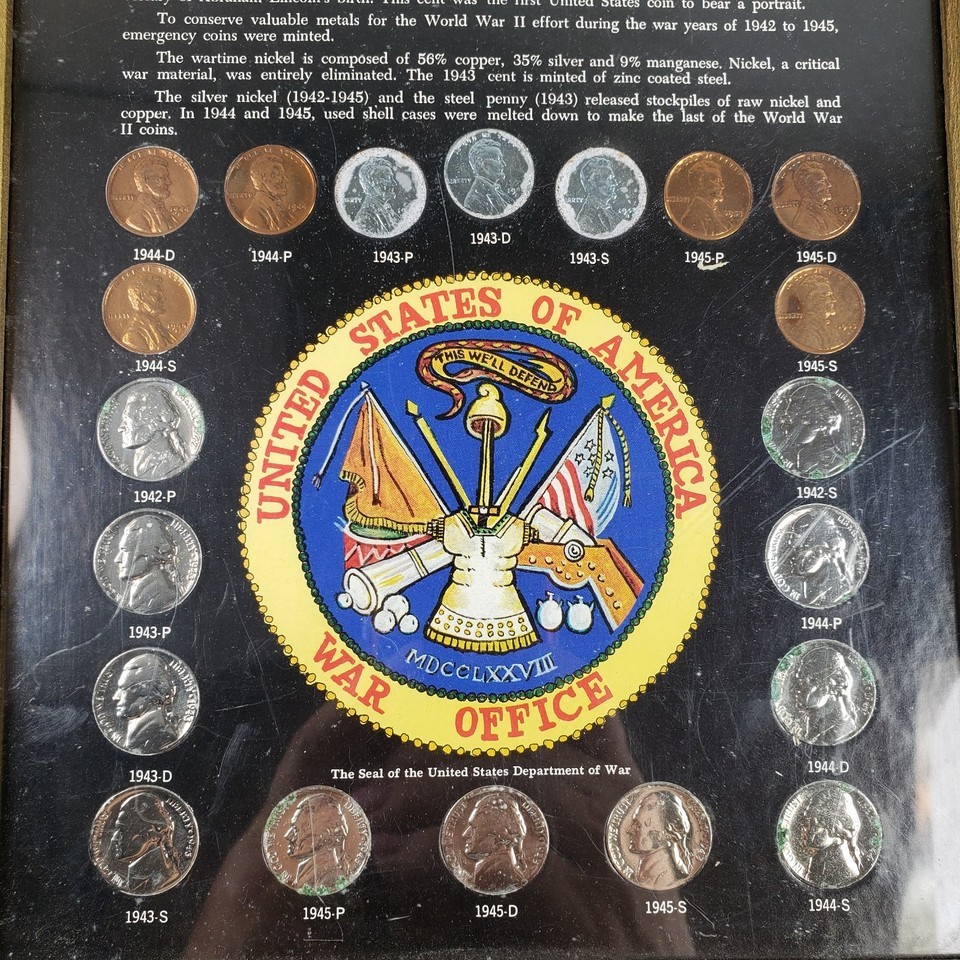 of Abraham Lincoln's birth. This cent was the first United States coin to bear a portrait.
To conserve valuable metals for the World War II effort during the war years of 1942 to 1945,
emergency coins were minted.
The wartime nickel is composed of 56% copper, 35% silver and 9% manganese. Nickel, a critical
war material, was entirely eliminated. The 1943 cent is minted of zinc coated steel.
The silver nickel (1942-1945) and the steel penny (1943) released stockpiles of raw nickel and
copper. In 1944 and 1945, used shell cases were melted down to make the last of the World War
II coins.
1944-D
1944-P
1943-P
1943-D
1943-S
1945-P
1945-D
1944-S
1945-S
UNITED STATES OF AMERICA
THIS WE'LL DEFEND
1942-P
1942-S
1943-P
1944-P
MDCCLXXVIII
WAR OFFICE
1943-D
The Seal of the United States Department of War
1944-D
1943-S
1945-P
1945-D
1945-S
1944-S